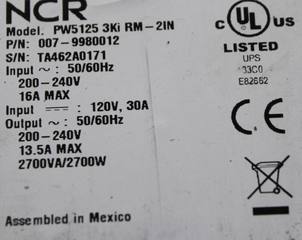 NCR
Model. PW5125 3Ki RM-2IN
P/N: 007-9980012
S/N: TA462A0171
Input ~ : 50/60Hz
200-240V
16A MAX
Input ⎓ : 120V, 30A
Output ~ : 50/60Hz
200-240V
13.5A MAX
2700VA/2700W
Assembled in Mexico
C UL US
LISTED
UPS
33C0
E82662
CE